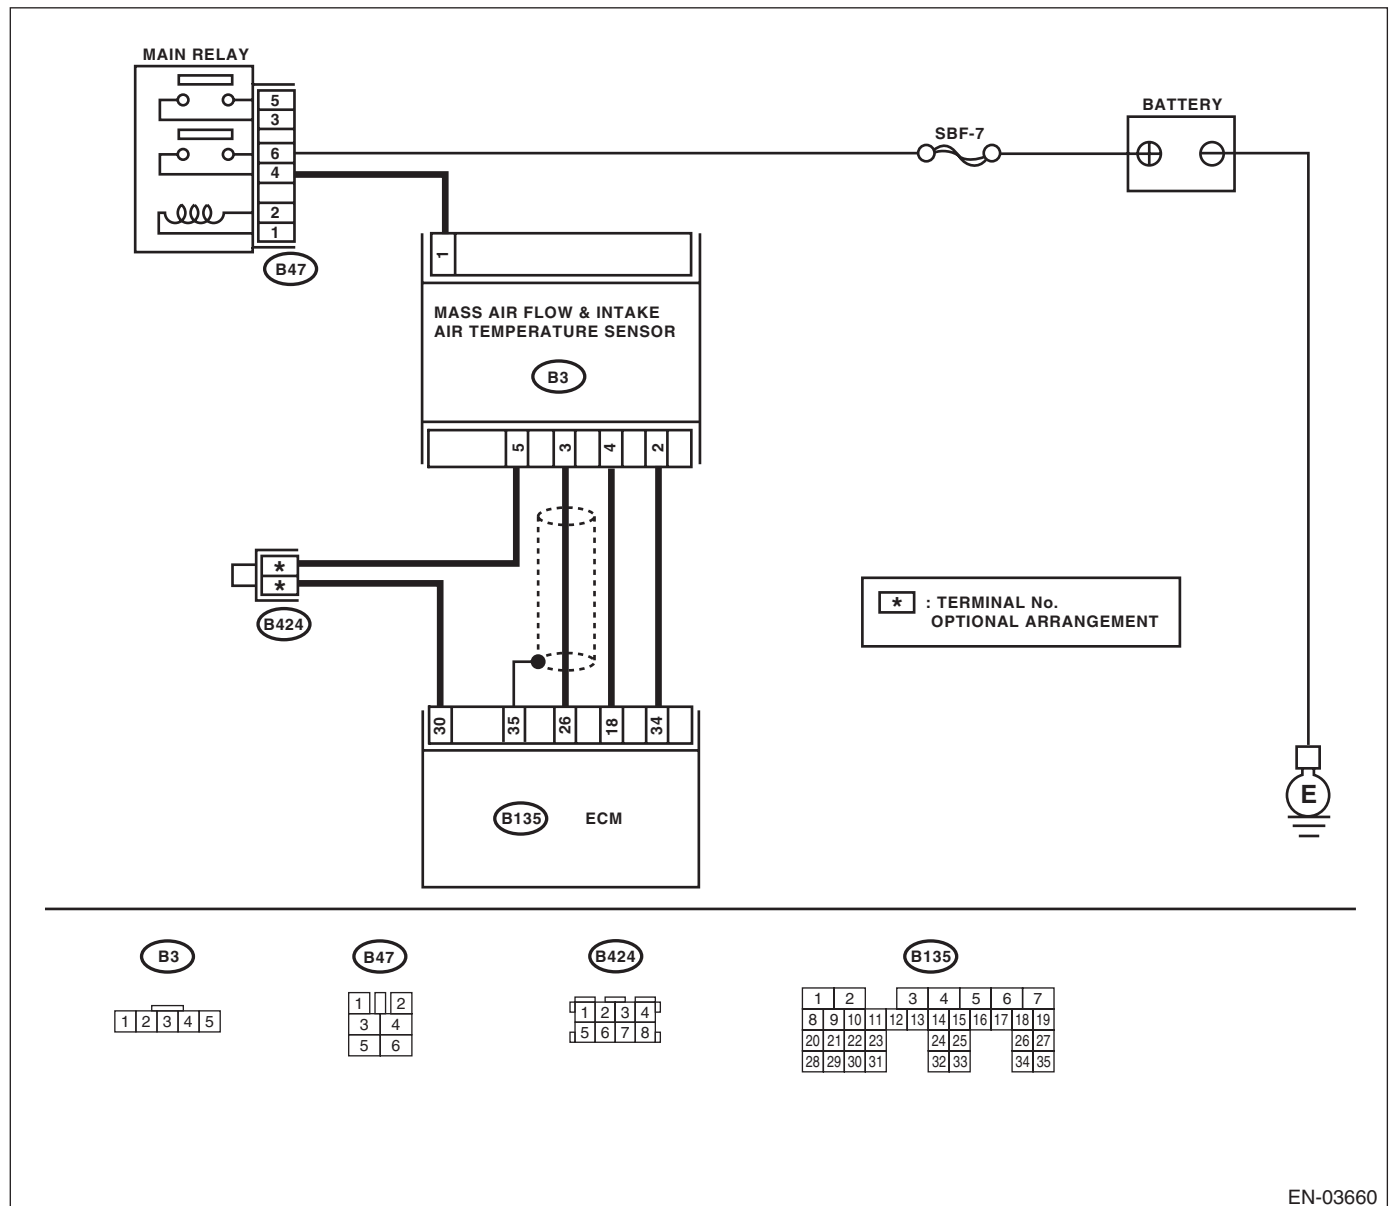 MAIN RELAY
5
3
6
4
2
1
B47
SBF-7
BATTERY
1
MASS AIR FLOW & INTAKE
AIR TEMPERATURE SENSOR
B3
5 3 4 2
*
*
B424
* : TERMINAL No.
OPTIONAL ARRANGEMENT
30 35 26 18 34
B135 ECM
E
B3 B47 B424 B135
1 2 3 4 5
1 2
3 4
5 6
1 2 3 4
5 6 7 8
1 2 3 4 5 6 7
8 9 10 11 12 13 14 15 16 17 18 19
20 21 22 23 24 25 26 27
28 29 30 31 32 33 34 35
EN-03660